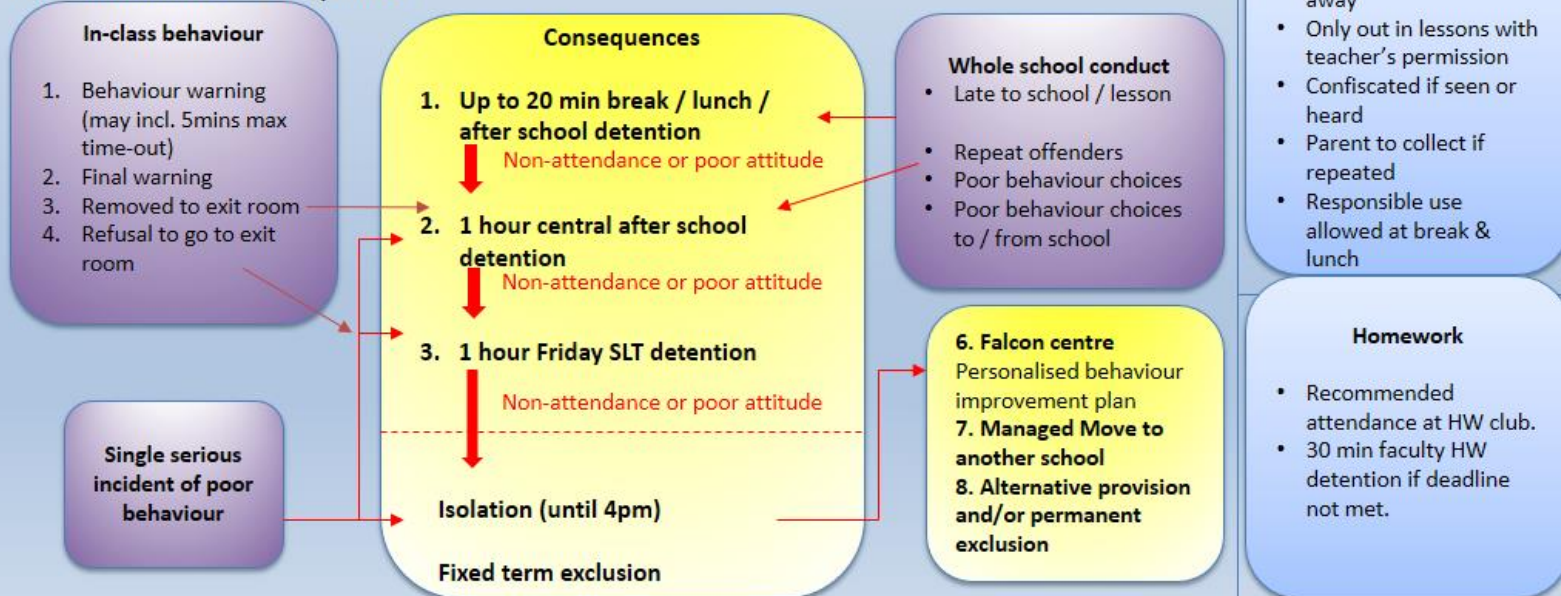 In-class behaviour
1. Behaviour warning
(may incl. 5mins max
time-out)
2. Final warning
3. Removed to exit room
4. Refusal to go to exit
room
Single serious
incident of poor
behaviour
Consequences
1. Up to 20 min break / lunch /
after school detention
Non-attendance or poor attitude
2. 1 hour central after school
detention
Non-attendance or poor attitude
3. 1 hour Friday SLT detention
Non-attendance or poor attitude
Isolation (until 4pm)
Fixed term exclusion
Whole school conduct
• Late to school / lesson
• Repeat offenders
• Poor behaviour choices
• Poor behaviour choices
to / from school
6. Falcon centre
Personalised behaviour
improvement plan
7. Managed Move to
another school
8. Alternative provision
and/or permanent
exclusion
away
• Only out in lessons with
teacher's permission
• Confiscated if seen or
heard
• Parent to collect if
repeated
• Responsible use
allowed at break &
lunch
Homework
• Recommended
attendance at HW club.
• 30 min faculty HW
detention if deadline
not met.